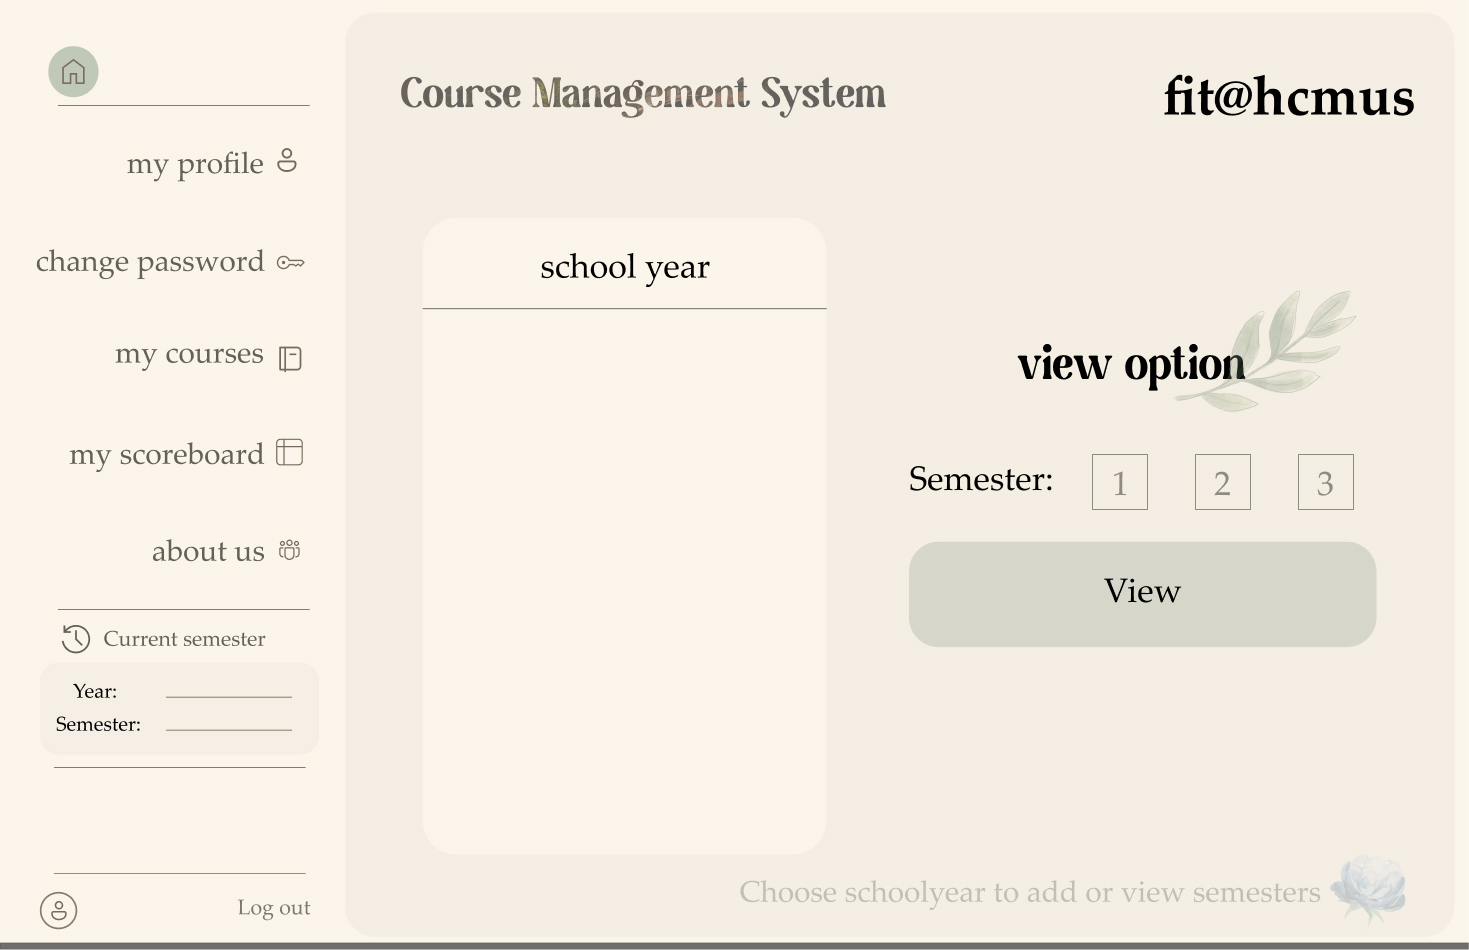 my profile
change password
my courses
my scoreboard
about us
Current semester
Year:
Semester:
Log out
Course Management System
fit@hcmus
school year
view option
Semester: 1 2 3
View
Choose schoolyear to add or view semesters